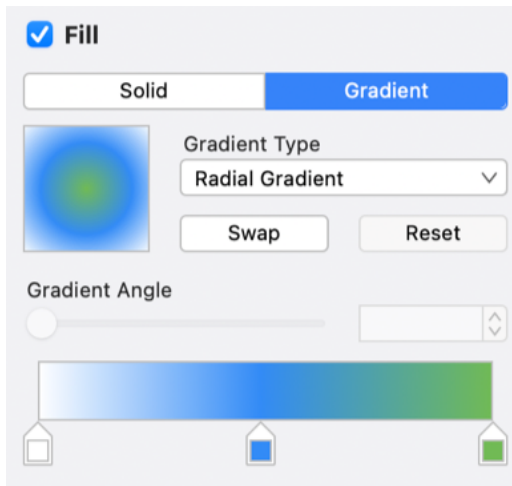 Fill
Solid Gradient
Gradient Type
Radial Gradient
Swap Reset
Gradient Angle